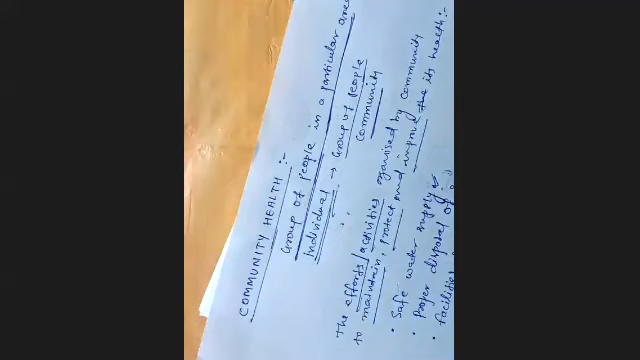 COMMUNITY HEALTH :-
Group of people in a particular area
Individual → Group of People
Community
The efforts/activities organised by community
to maintain, protect and improve the its health:-
• Safe water supply
• Proper disposal of
• facilities